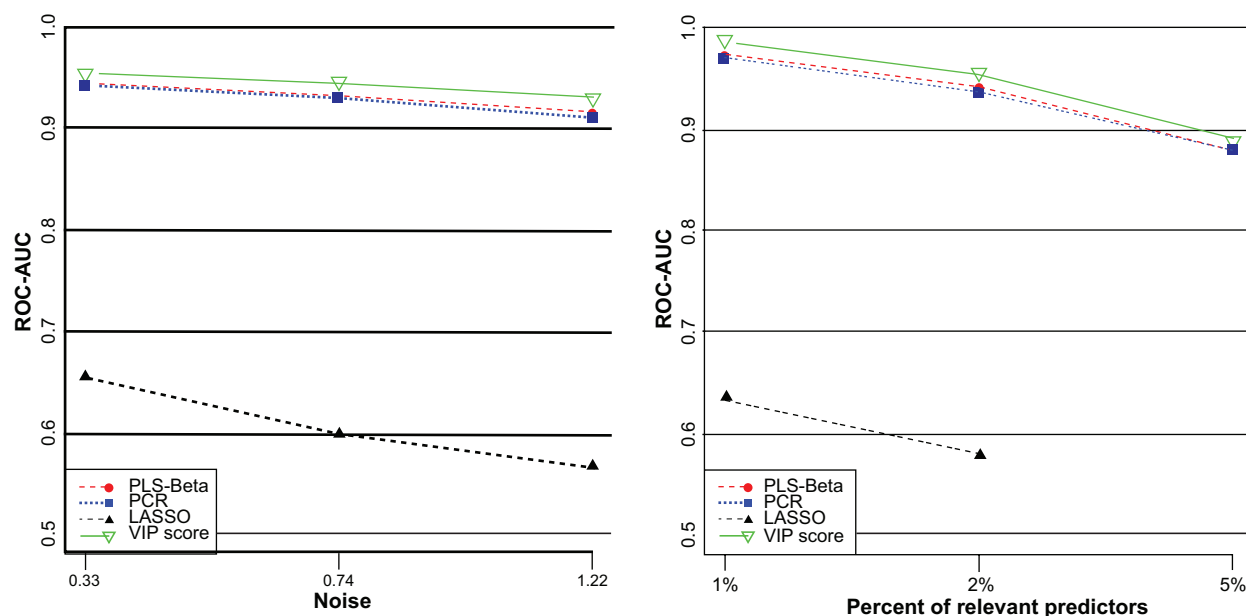 1.0
0.9
0.8
0.7
0.6
0.5
ROC-AUC
PLS-Beta
PCR
LASSO
VIP score
0.33
0.74
1.22
Noise
1.0
0.9
0.8
0.7
0.6
0.5
ROC-AUC
PLS-Beta
PCR
LASSO
VIP score
1%
2%
5%
Percent of relevant predictors